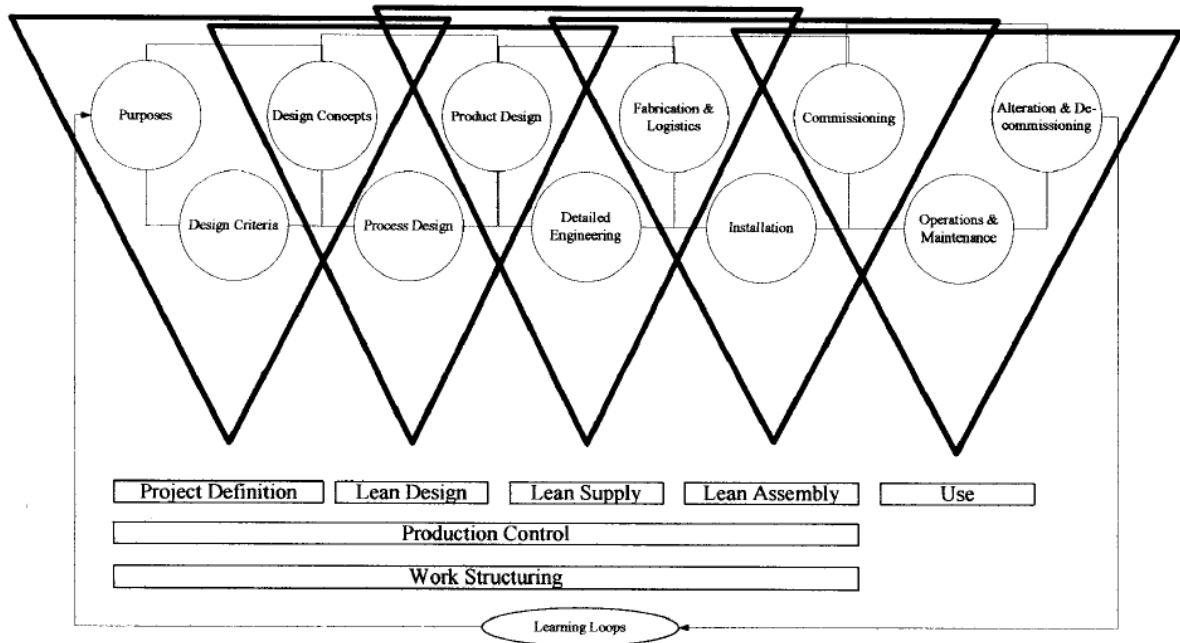 Purposes
Design Concepts
Product Design
Fabrication &
Logistics
Commissioning
Alteration & De-
commissioning
Design Criteria
Process Design
Detailed
Engineering
Installation
Operations &
Maintenance
Project Definition
Lean Design
Lean Supply
Lean Assembly
Use
Production Control
Work Structuring
Learning Loops